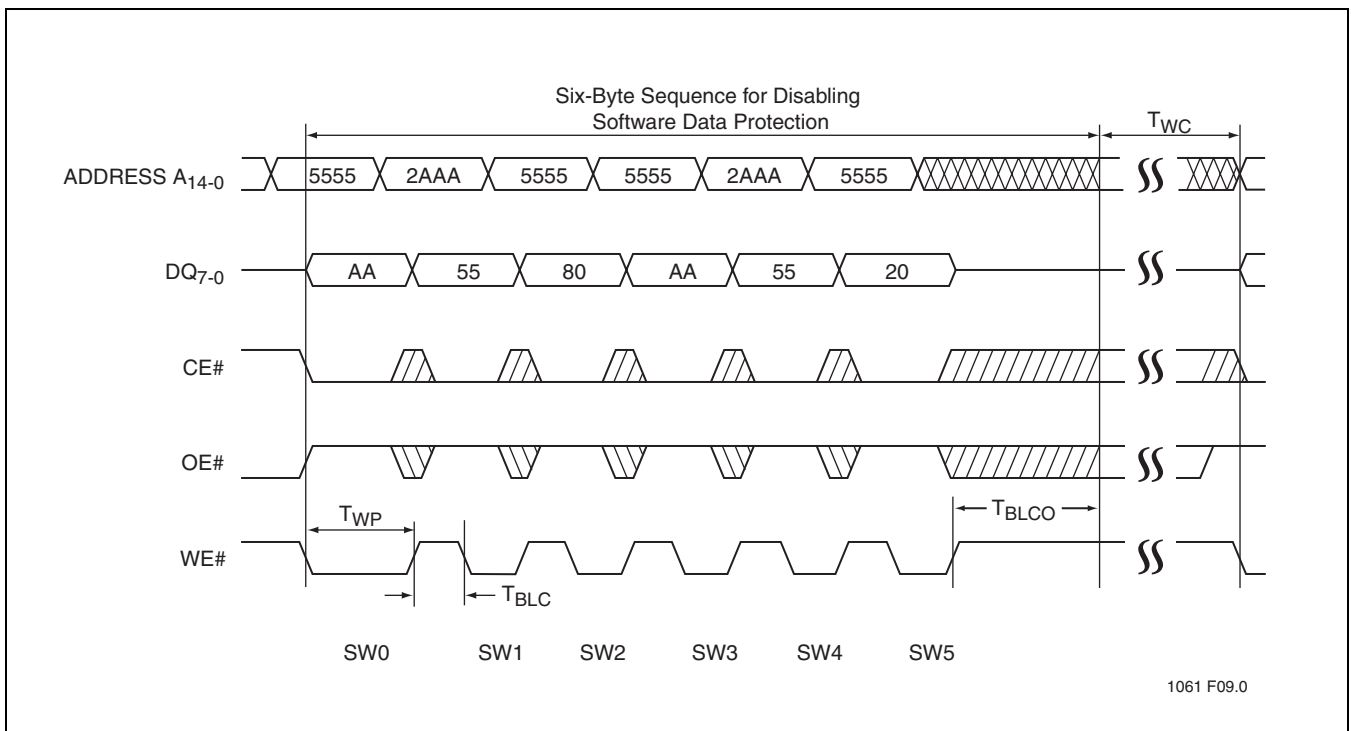 Six-Byte Sequence for Disabling
Software Data Protection
TWC
ADDRESS A14-0
5555 2AAA 5555 5555 2AAA 5555
DQ7-0
AA 55 80 AA 55 20
CE#
OE#
TWP
TBLCO
WE#
TBLC
SW0 SW1 SW2 SW3 SW4 SW5
1061 F09.0